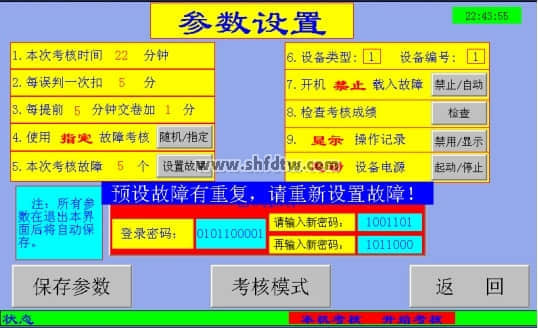 参数设置
22:43:55
1.本次考核时间 22 分钟
2.每误判一次扣 5 分
3.每提前 5 分钟交卷加 1 分
4.使用 指定 故障考核 随机/指定
5.本次考核故障 5 个 设置故障
6.设备类型: 1 设备编号: 1
7.开机 禁止 载入故障 禁止/自动
8.检查考核成绩 检查
9. 显示 操作记录 禁用/显示
设备电源 起动/停止
www.shfdtw.com
预设故障有重复，请重新设置故障！
注：所有参
数在退出本界
面后将自动保
存。
登录密码： 0101100001
请输入新密码： 1001101
再输入新密码： 1011000
保存参数
考核模式
返 回
状态
开始考核